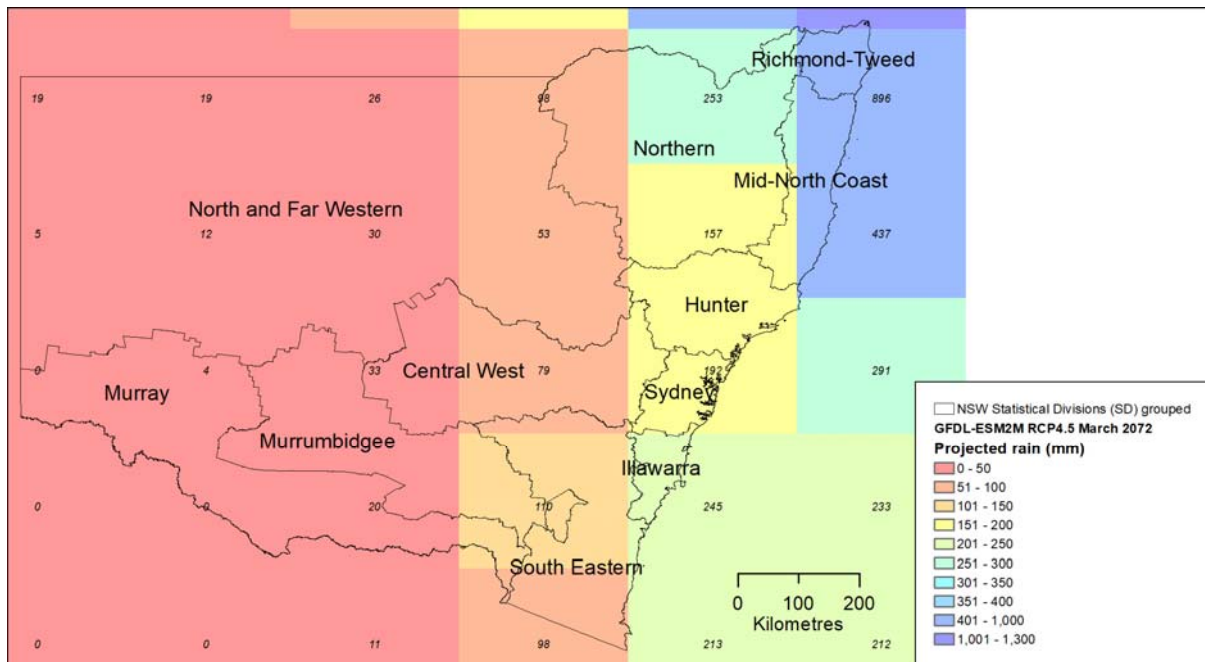 Richmond-Tweed
19 19 26 98 253 896
Northern
Mid-North Coast
North and Far Western
5 12 30 53 157 437
Hunter
0 4 33 Central West 79 192 291
Murray
Sydney
Murrumbidgee
Illawarra
0 0 20 110 245 233
South Eastern
0 100 200
Kilometres
0 0 11 98 213 212
NSW Statistical Divisions (SD) grouped
GFDL-ESM2M RCP4.5 March 2072
Projected rain (mm)
0 - 50
51 - 100
101 - 150
151 - 200
201 - 250
251 - 300
301 - 350
351 - 400
401 - 1,000
1,001 - 1,300